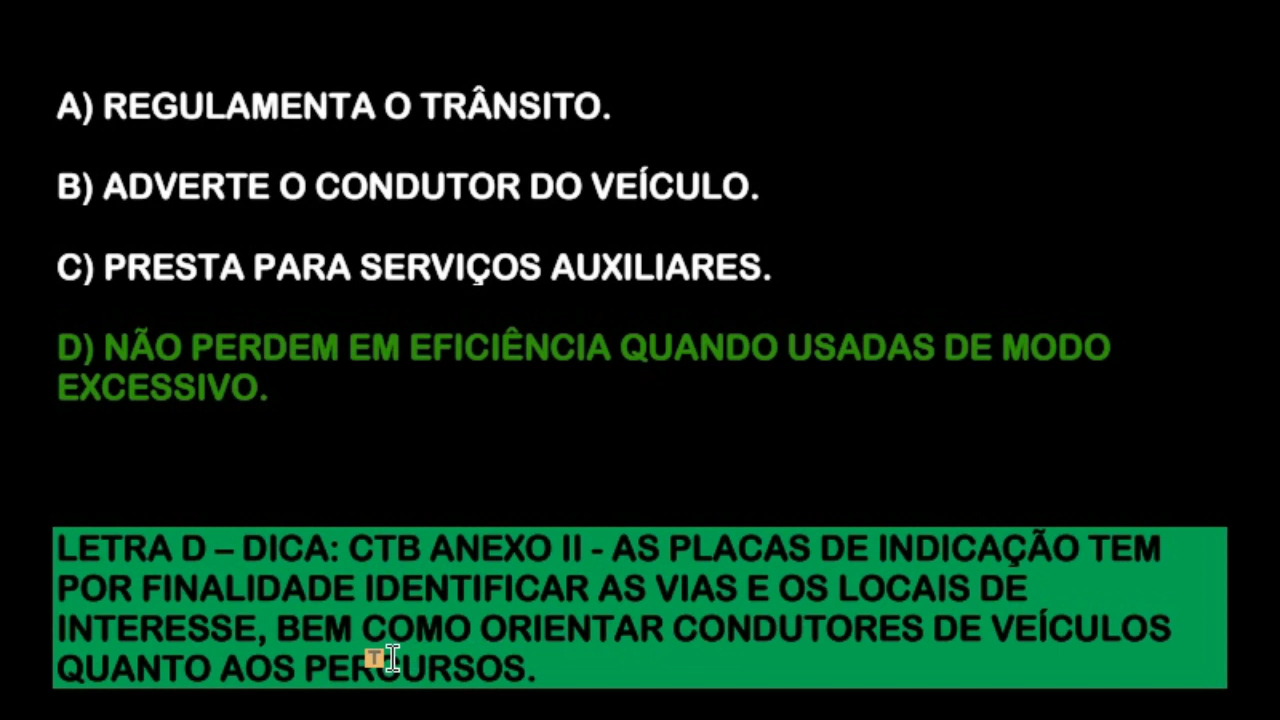 A) REGULAMENTA O TRÂNSITO.
B) ADVERTE O CONDUTOR DO VEÍCULO.
C) PRESTA PARA SERVIÇOS AUXILIARES.
D) NÃO PERDEM EM EFICIÊNCIA QUANDO USADAS DE MODO
EXCESSIVO.
LETRA D – DICA: CTB ANEXO II - AS PLACAS DE INDICAÇÃO TEM
POR FINALIDADE IDENTIFICAR AS VIAS E OS LOCAIS DE
INTERESSE, BEM COMO ORIENTAR CONDUTORES DE VEÍCULOS
QUANTO AOS PERCURSOS.
T